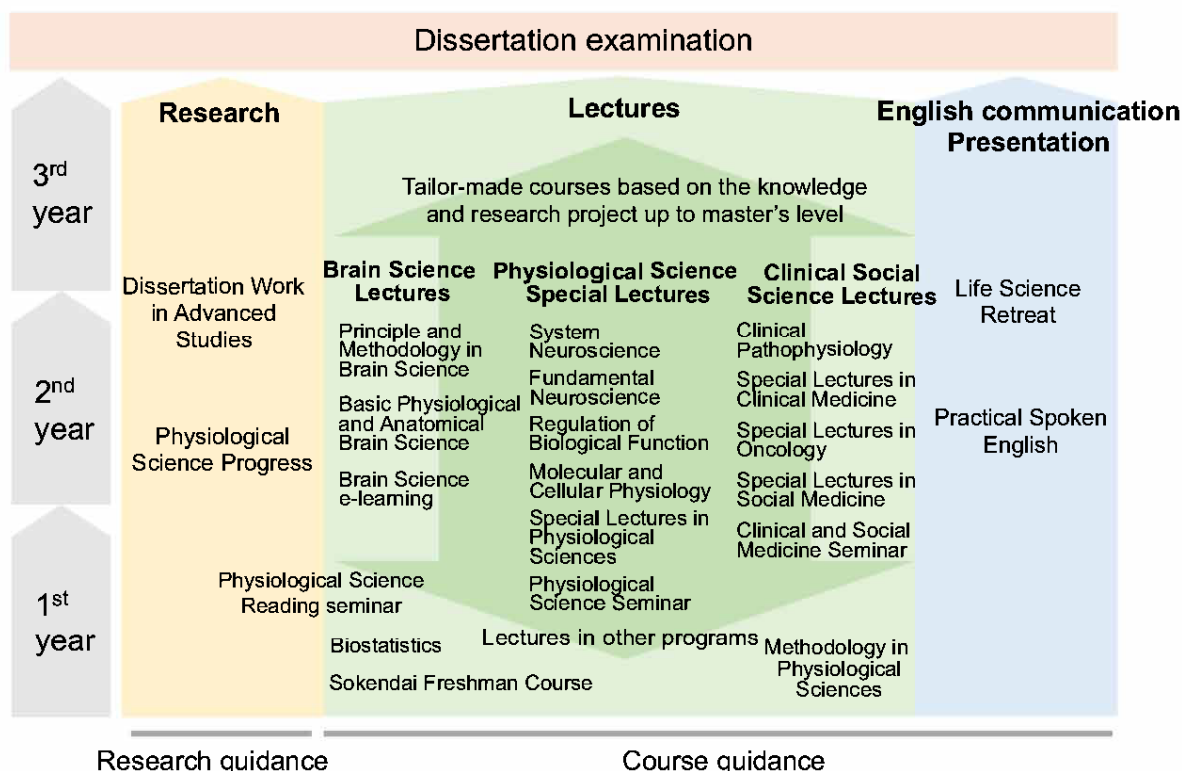 Dissertation examination
3rd
year
2nd
year
1st
year
Research
Dissertation Work
in Advanced
Studies
Physiological
Science Progress
Physiological Science
Reading seminar
Lectures
Tailor-made courses based on the knowledge
and research project up to master's level
Brain Science
Lectures
Principle and
Methodology in
Brain Science
Basic Physiological
and Anatomical
Brain Science
Brain Science
e-learning
Physiological Science
Special Lectures
System
Neuroscience
Fundamental
Neuroscience
Regulation of
Biological Function
Molecular and
Cellular Physiology
Special Lectures in
Physiological
Sciences
Physiological
Science Seminar
Clinical Social
Science Lectures
Clinical
Pathophysiology
Special Lectures in
Clinical Medicine
Special Lectures in
Oncology
Special Lectures in
Social Medicine
Clinical and Social
Medicine Seminar
Biostatistics
Lectures in other programs
Sokendai Freshman Course
Methodology in
Physiological
Sciences
English communication
Presentation
Life Science
Retreat
Practical Spoken
English
Research guidance
Course guidance